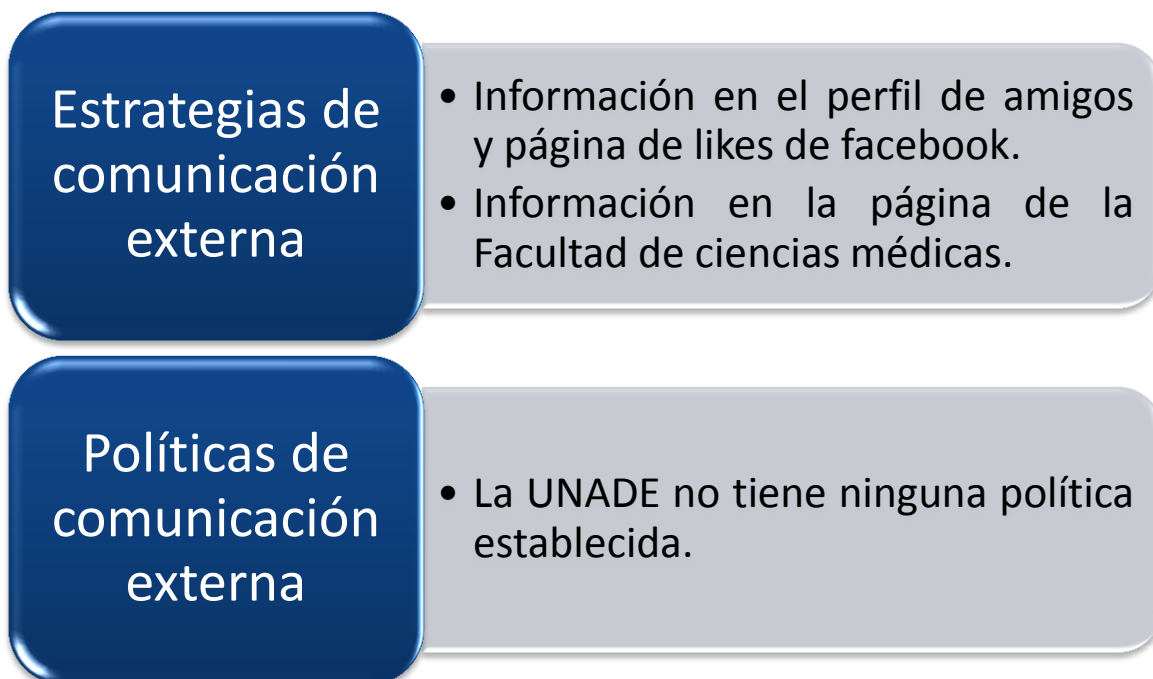 Estrategias de
comunicación
externa
• Información en el perfil de amigos
y página de likes de facebook.
• Información en la página de la
Facultad de ciencias médicas.
Políticas de
comunicación
externa
• La UNADE no tiene ninguna política
establecida.